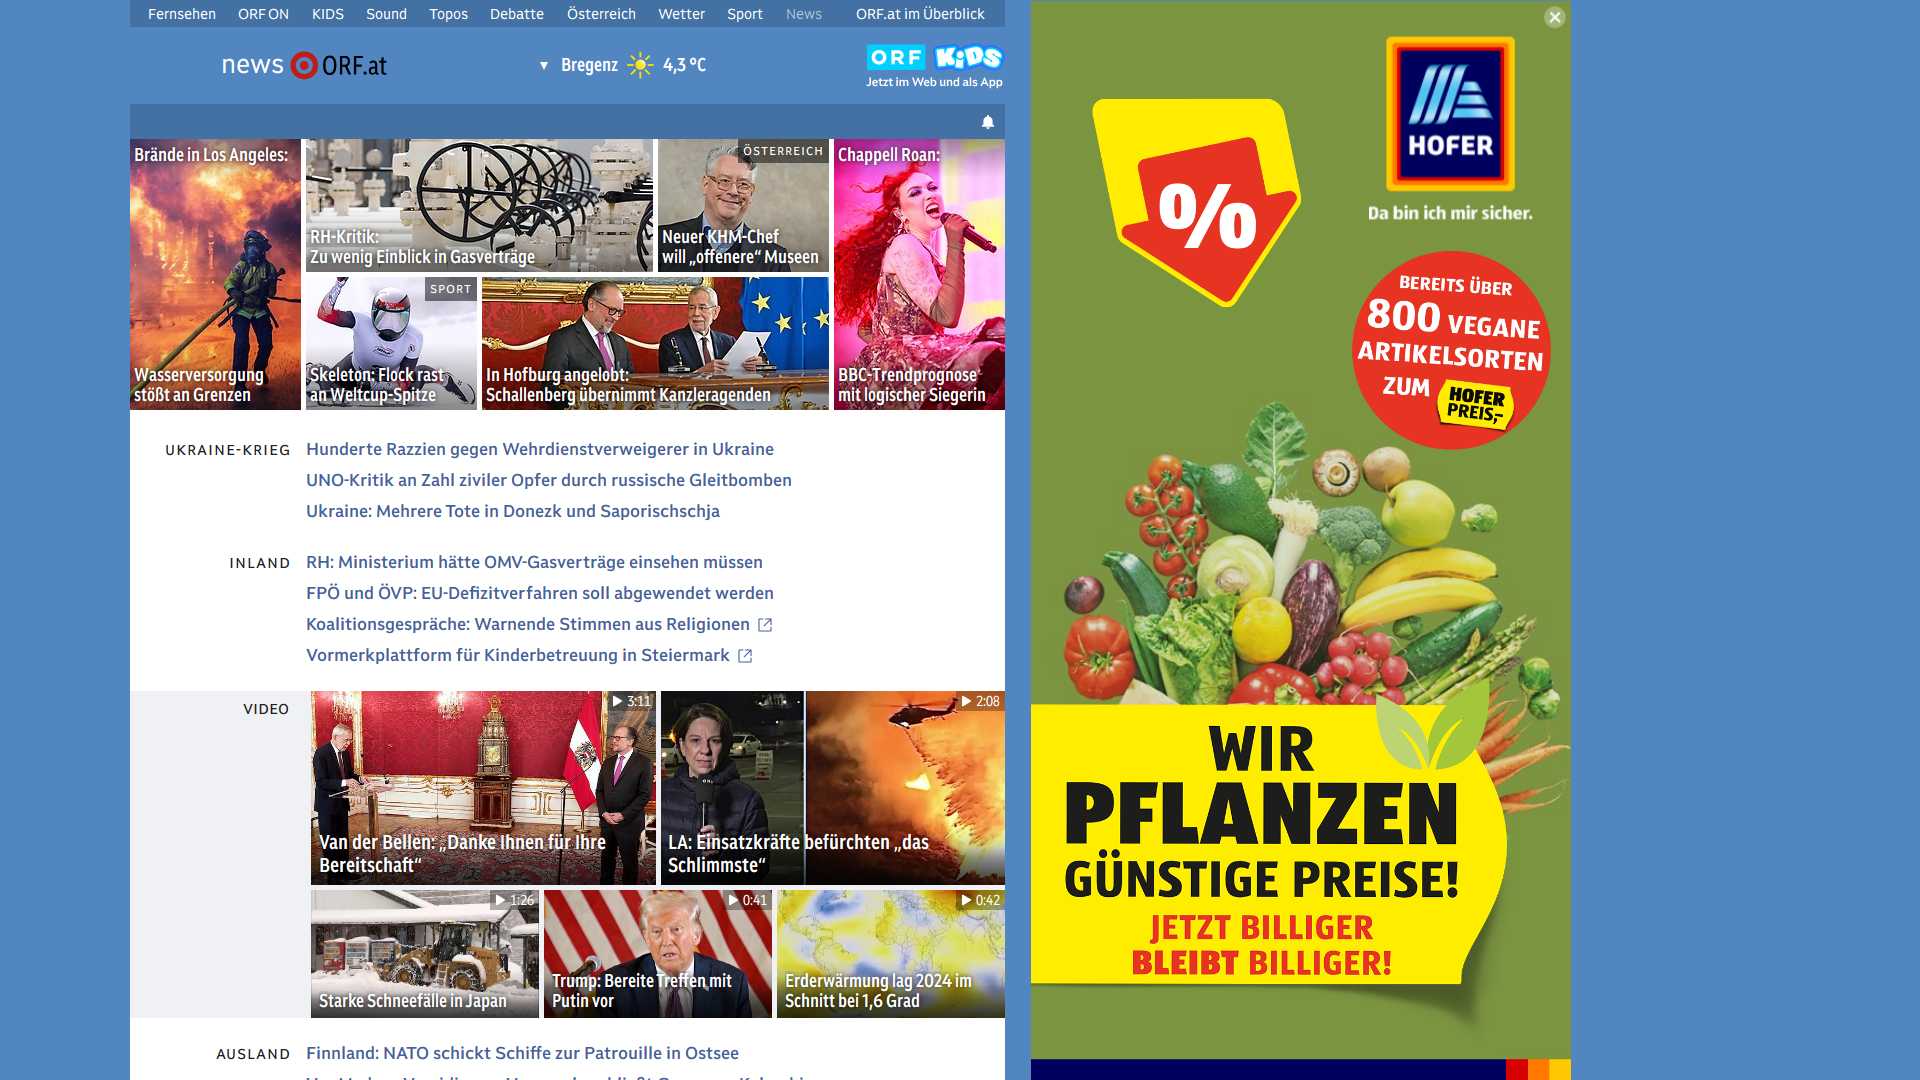 Fernsehen ORF ON KIDS Sound Topos Debatte Österreich Wetter Sport News ORF.at im Überblick
news ORF.at
▼ Bregenz 4,3 °C
ORF KiDS
Jetzt im Web und als App
Brände in Los Angeles:
Wasserversorgung
stößt an Grenzen
RH-Kritik:
Zu wenig Einblick in Gasverträge
ÖSTERREICH
Neuer KHM-Chef
will „offenere“ Museen
Chappell Roan:
BBC-Trendprognose
mit logischer Siegerin
SPORT
Skeleton: Flock rast
an Weltcup-Spitze
In Hofburg angelobt:
Schallenberg übernimmt Kanzleragenden
UKRAINE-KRIEG
Hunderte Razzien gegen Wehrdienstverweigerer in Ukraine
UNO-Kritik an Zahl ziviler Opfer durch russische Gleitbomben
Ukraine: Mehrere Tote in Donezk und Saporischschja
INLAND
RH: Ministerium hätte OMV-Gasverträge einsehen müssen
FPÖ und ÖVP: EU-Defizitverfahren soll abgewendet werden
Koalitionsgespräche: Warnende Stimmen aus Religionen
Vormerkplattform für Kinderbetreuung in Steiermark
VIDEO
3:11
Van der Bellen: „Danke Ihnen für Ihre
Bereitschaft“
2:08
LA: Einsatzkräfte befürchten „das
Schlimmste“
1:26
Starke Schneefälle in Japan
0:41
Trump: Bereite Treffen mit
Putin vor
0:42
Erderwärmung lag 2024 im
Schnitt bei 1,6 Grad
AUSLAND
Finnland: NATO schickt Schiffe zur Patrouille in Ostsee
%
HOFER
Da bin ich mir sicher.
BEREITS ÜBER
800 VEGANE
ARTIKELSORTEN
ZUM HOFER
PREIS,-
WIR
PFLANZEN
GÜNSTIGE PREISE!
JETZT BILLIGER
BLEIBT BILLIGER!